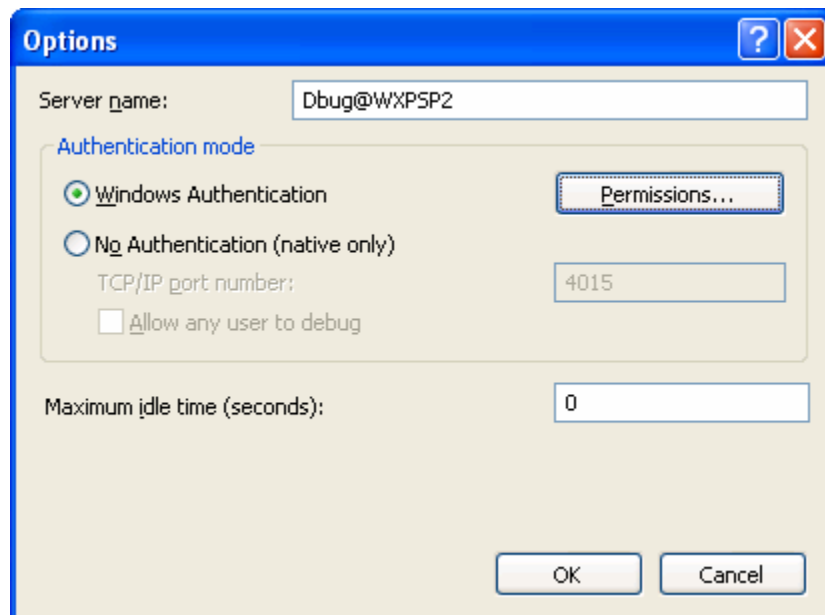 Options
Server name: Dbug@WXPSP2
Authentication mode
Windows Authentication Permissions...
No Authentication (native only)
TCP/IP port number: 4015
Allow any user to debug
Maximum idle time (seconds): 0
OK Cancel